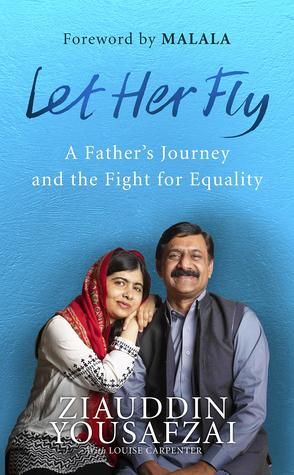 Foreword by MALALA
Let Her Fly
A Father's Journey
and the Fight for Equality
ZIAUDDIN
YOUSAFZAI
With LOUISE CARPENTER